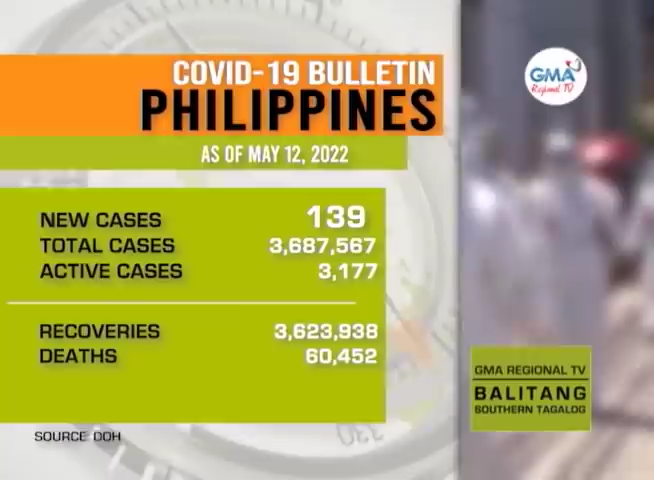 COVID-19 BULLETIN
PHILIPPINES
AS OF MAY 12, 2022
GMA
Regional TV
NEW CASES 139
TOTAL CASES 3,687,567
ACTIVE CASES 3,177
RECOVERIES 3,623,938
DEATHS 60,452
SOURCE: DOH
330
GMA REGIONAL TV
BALITANG
SOUTHERN TAGALOG